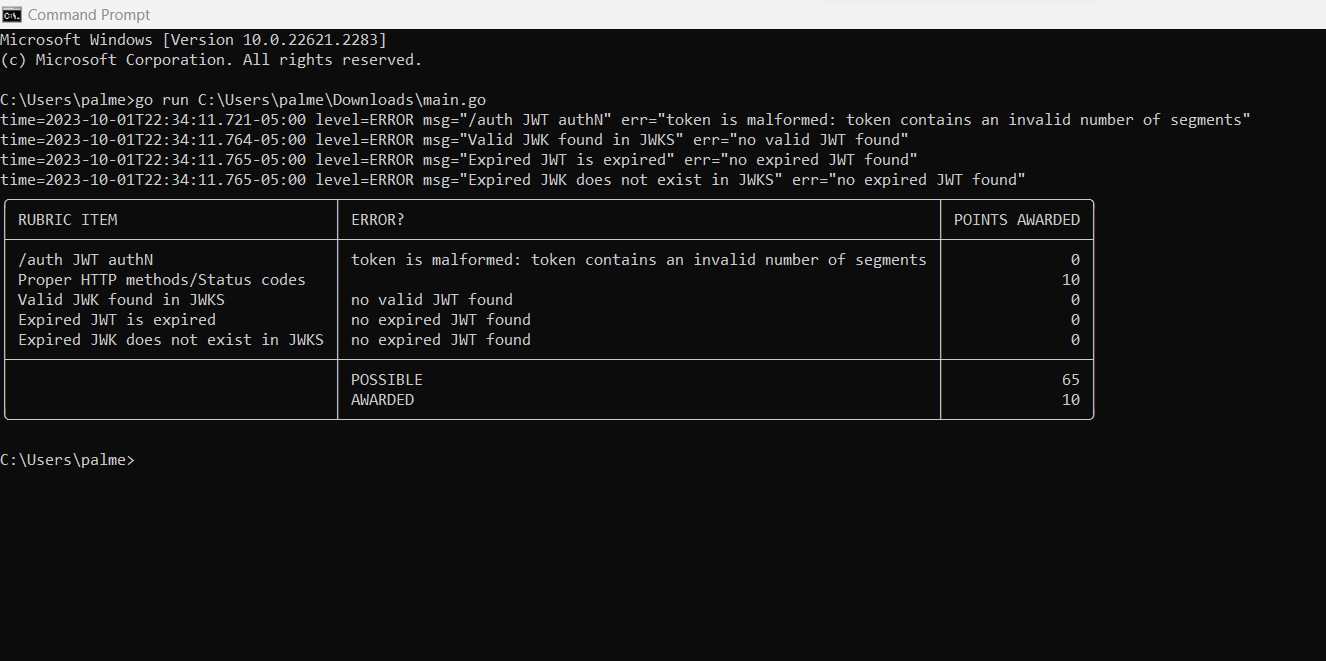 Command Prompt
Microsoft Windows [Version 10.0.22621.2283]
(c) Microsoft Corporation. All rights reserved.
C:\Users\palme>go run C:\Users\palme\Downloads\main.go
time=2023-10-01T22:34:11.721-05:00 level=ERROR msg="/auth JWT authN" err="token is malformed: token contains an invalid number of segments"
time=2023-10-01T22:34:11.764-05:00 level=ERROR msg="Valid JWK found in JWKS" err="no valid JWT found"
time=2023-10-01T22:34:11.765-05:00 level=ERROR msg="Expired JWT is expired" err="no expired JWT found"
time=2023-10-01T22:34:11.765-05:00 level=ERROR msg="Expired JWK does not exist in JWKS" err="no expired JWT found"
RUBRIC ITEM ERROR? POINTS AWARDED
/auth JWT authN token is malformed: token contains an invalid number of segments 0
Proper HTTP methods/Status codes 10
Valid JWK found in JWKS no valid JWT found 0
Expired JWT is expired no expired JWT found 0
Expired JWK does not exist in JWKS no expired JWT found 0
POSSIBLE 65
AWARDED 10
C:\Users\palme>